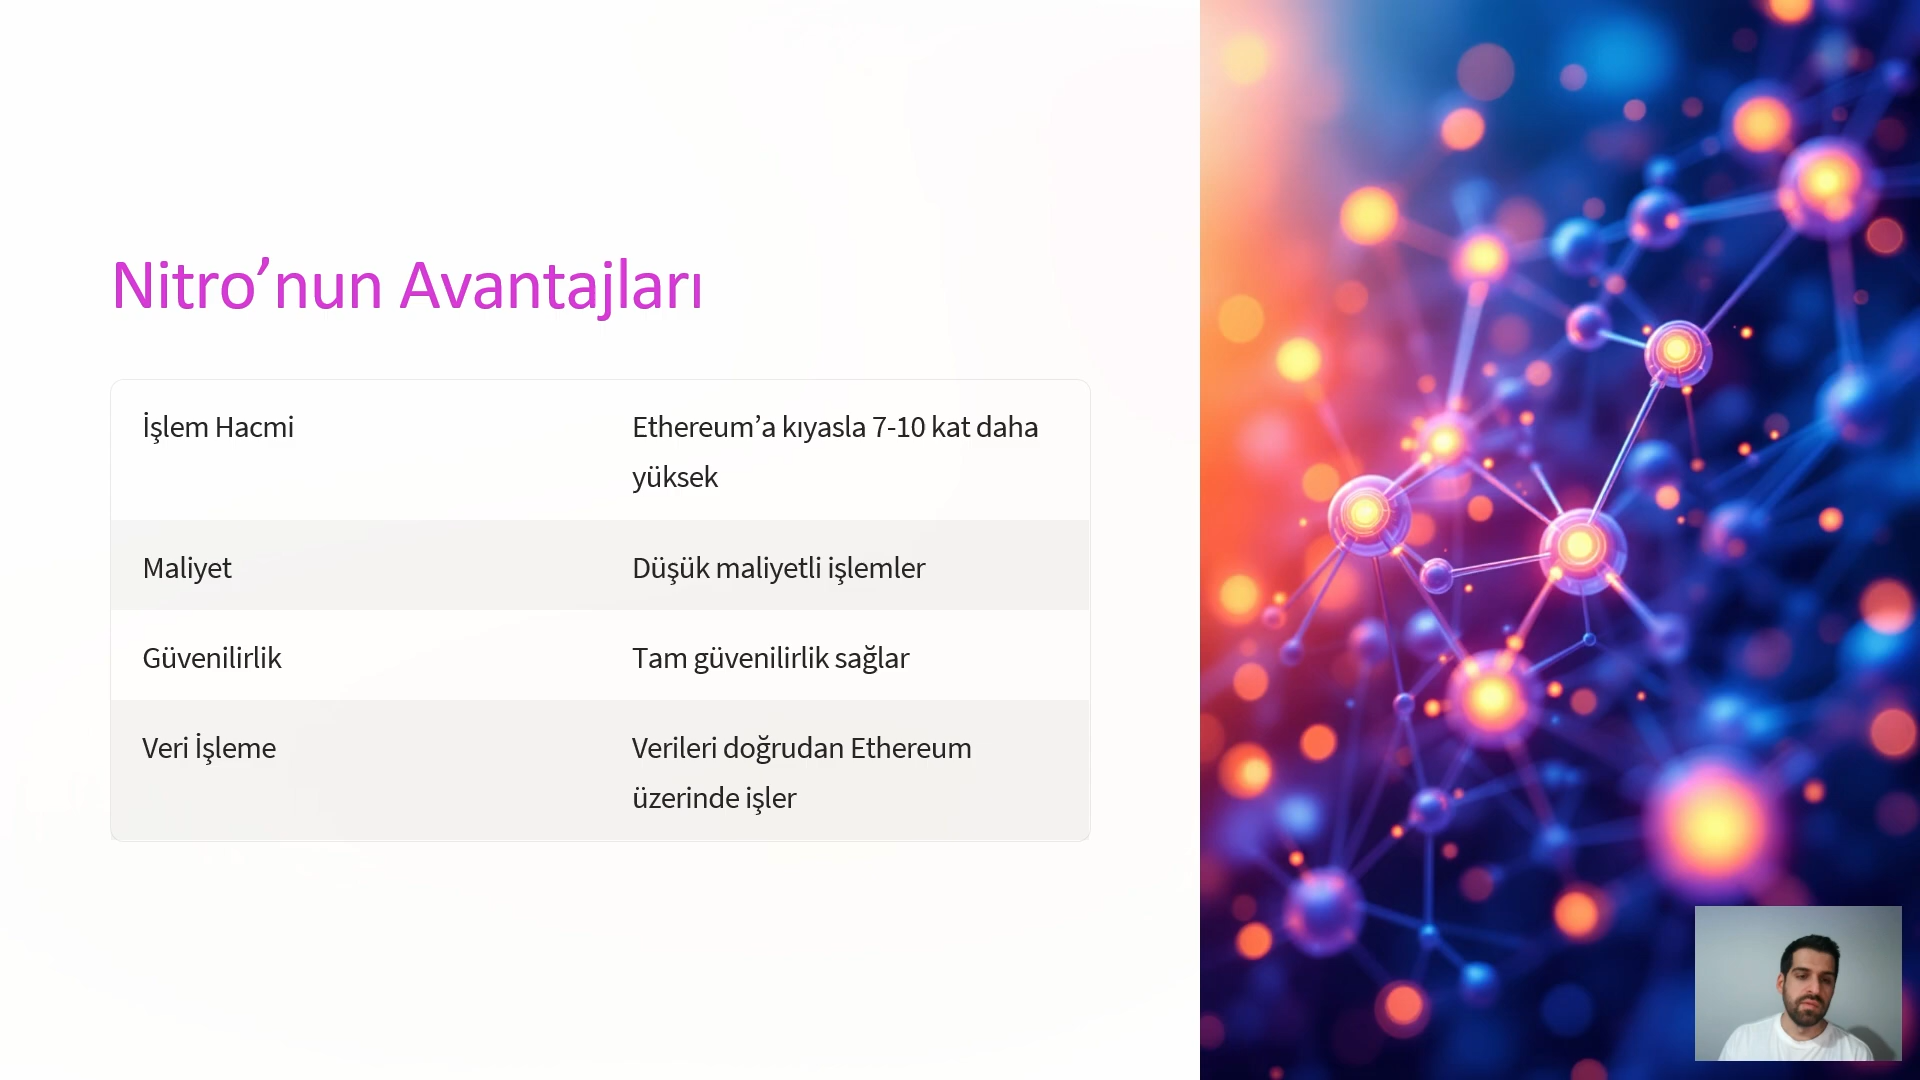 Nitro’nun Avantajları
İşlem Hacmi
Ethereum’a kıyasla 7-10 kat daha
yüksek
Maliyet
Düşük maliyetli işlemler
Güvenilirlik
Tam güvenilirlik sağlar
Veri İşleme
Verileri doğrudan Ethereum
üzerinde işler